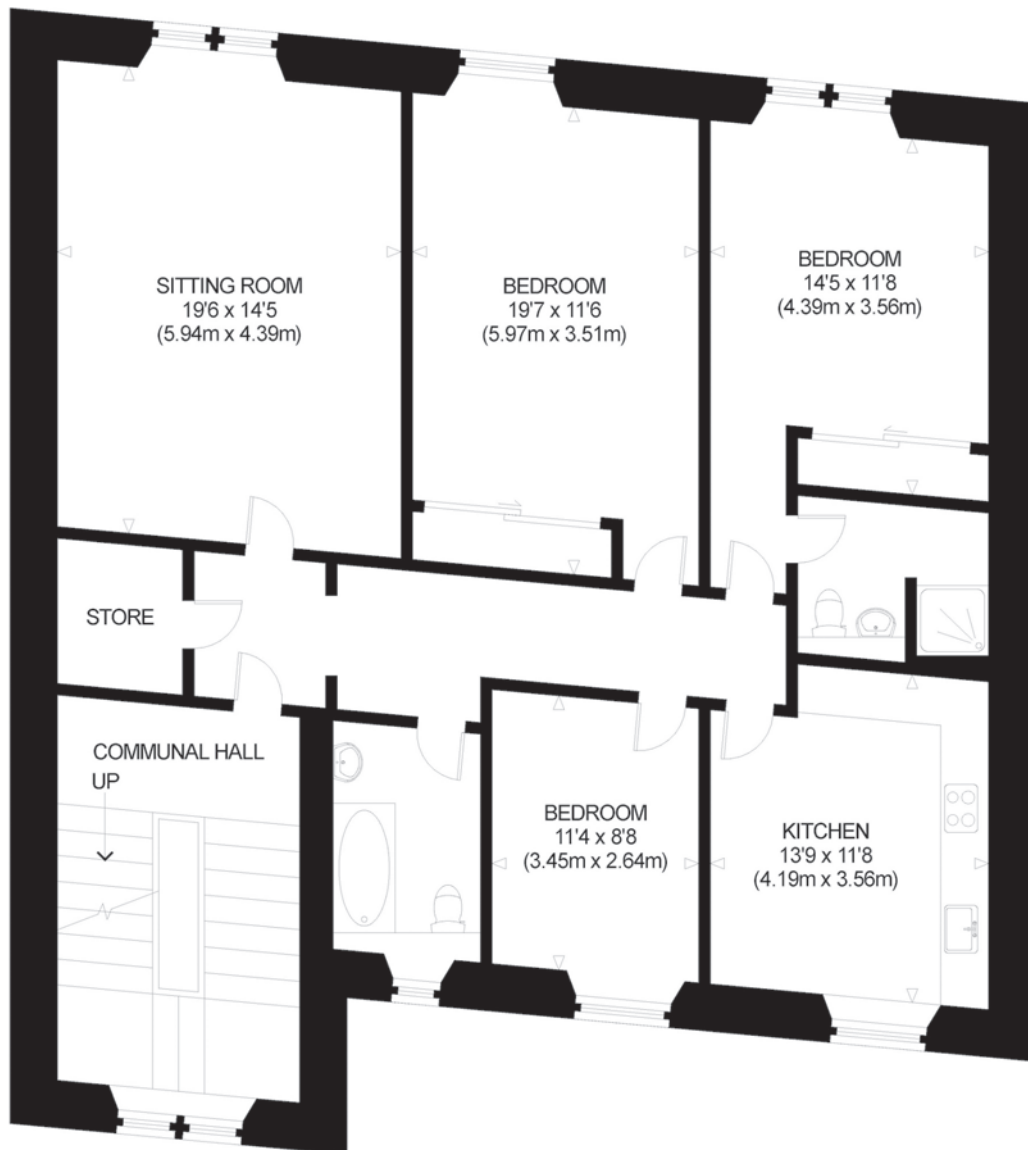 SITTING ROOM
19'6 x 14'5
(5.94m x 4.39m)
BEDROOM
19'7 x 11'6
(5.97m x 3.51m)
BEDROOM
14'5 x 11'8
(4.39m x 3.56m)
STORE
COMMUNAL HALL
UP
BEDROOM
11'4 x 8'8
(3.45m x 2.64m)
KITCHEN
13'9 x 11'8
(4.19m x 3.56m)